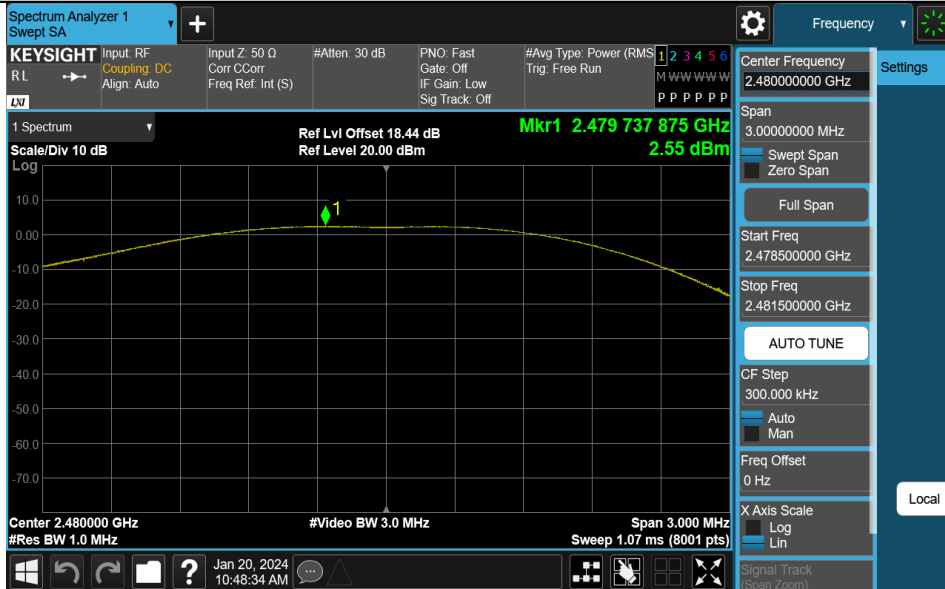 Spectrum Analyzer 1
Swept SA
+
Frequency
KEYSIGHT
R L
LXI
Input: RF
Coupling: DC
Align: Auto
Input Z: 50 Ω
Corr CCorr
Freq Ref: Int (S)
#Atten: 30 dB
PNO: Fast
Gate: Off
IF Gain: Low
Sig Track: Off
#Avg Type: Power (RMS
Trig: Free Run
1 2 3 4 5 6
M W W W W W
P P P P P P
1 Spectrum
Scale/Div 10 dB
Log
Ref Lvl Offset 18.44 dB
Ref Level 20.00 dBm
Mkr1 2.479 737 875 GHz
2.55 dBm
1
10.0
0.00
-10.0
-20.0
-30.0
-40.0
-50.0
-60.0
-70.0
Center 2.480000 GHz
#Res BW 1.0 MHz
#Video BW 3.0 MHz
Span 3.000 MHz
Sweep 1.07 ms (8001 pts)
Center Frequency
2.480000000 GHz
Settings
Span
3.00000000 MHz
Swept Span
Zero Span
Full Span
Start Freq
2.478500000 GHz
Stop Freq
2.481500000 GHz
AUTO TUNE
CF Step
300.000 kHz
Auto
Man
Freq Offset
0 Hz
Local
X Axis Scale
Log
Lin
Signal Track
(Span Zoom)
?
Jan 20, 2024
10:48:34 AM